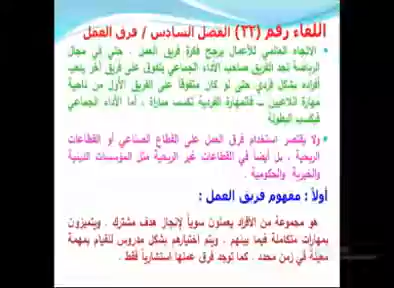 اللقاء رقم (٢٢) الفصل السادس / فرق العمل
الاتجاه العالمي للأعمال يرجح فكرة فريق العمل . حتى في مجال
الرياضة نجد الفريق صاحب الأداء الجماعي يتفوق على فريق آخر يلعب
أفراده بشكل فردي حتى لو كان متفوقاً على الفريق الأول من ناحية
مهارة اللاعبين – فالمهارة الفردية تكسب مباراة ، أما الأداء الجماعي
فيكسب البطولة
ولا يقتصر استخدام فرق العمل على القطاع الصناعي أو القطاعات
الربحية ، بل أيضاً في القطاعات غير الربحية مثل المؤسسات الدينية
والخيرية والحكومية .
أولاً : مفهوم فريق العمل :
هو مجموعة من الأفراد يعملون سوياً لإنجاز هدف مشترك . ويتميزون
بمهارات متكاملة فيما بينهم . ويتم اختيارهم بشكل مدروس للقيام بمهمة
معينة في زمن محدد . كما توجد فرق عملها استشارياً فقط .